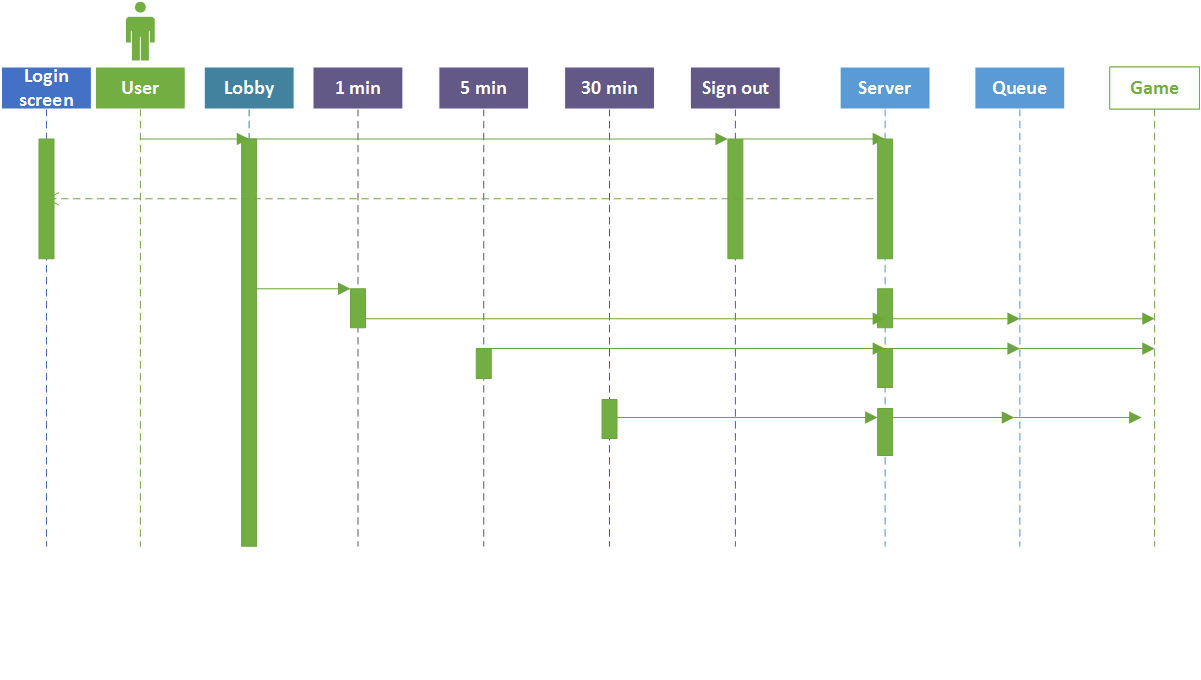 Login
screen
User
Lobby
1 min
5 min
30 min
Sign out
Server
Queue
Game